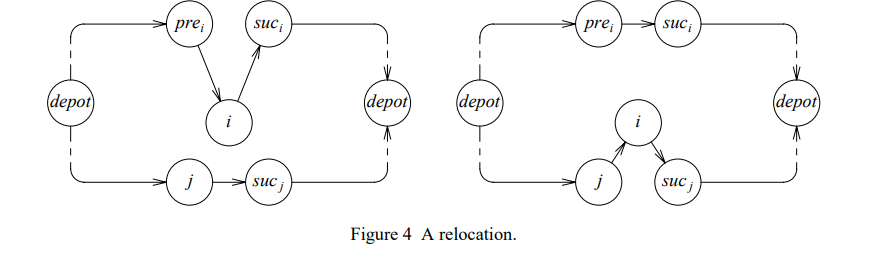 pre_i suc_i pre_i suc_i
depot depot depot depot
i i
j suc_j j suc_j
Figure 4 A relocation.